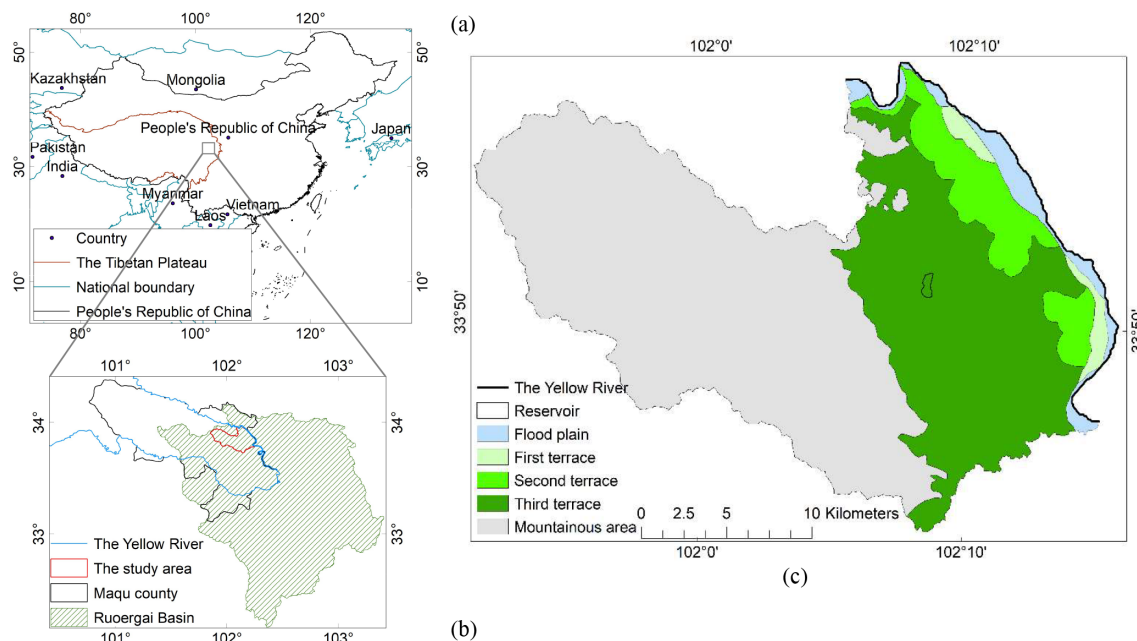 80°
100°
120°
(a)
50°
50°
Kazakhstan
Mongolia
People's Republic of China
Japan
Pakistan
30°
30°
India
Myanmar
Vietnam
Laos
Country
The Tibetan Plateau
National boundary
People's Republic of China
10°
10°
80°
100°
120°
101°
102°
103°
34°
34°
33°
33°
The Yellow River
The study area
Maqu county
Ruoergai Basin
101°
102°
103°
(b)
102°0'
102°10'
33°50'
33°50'
The Yellow River
Reservoir
Flood plain
First terrace
Second terrace
Third terrace
Mountainous area
0 2.5 5 10 Kilometers
102°0'
102°10'
(c)